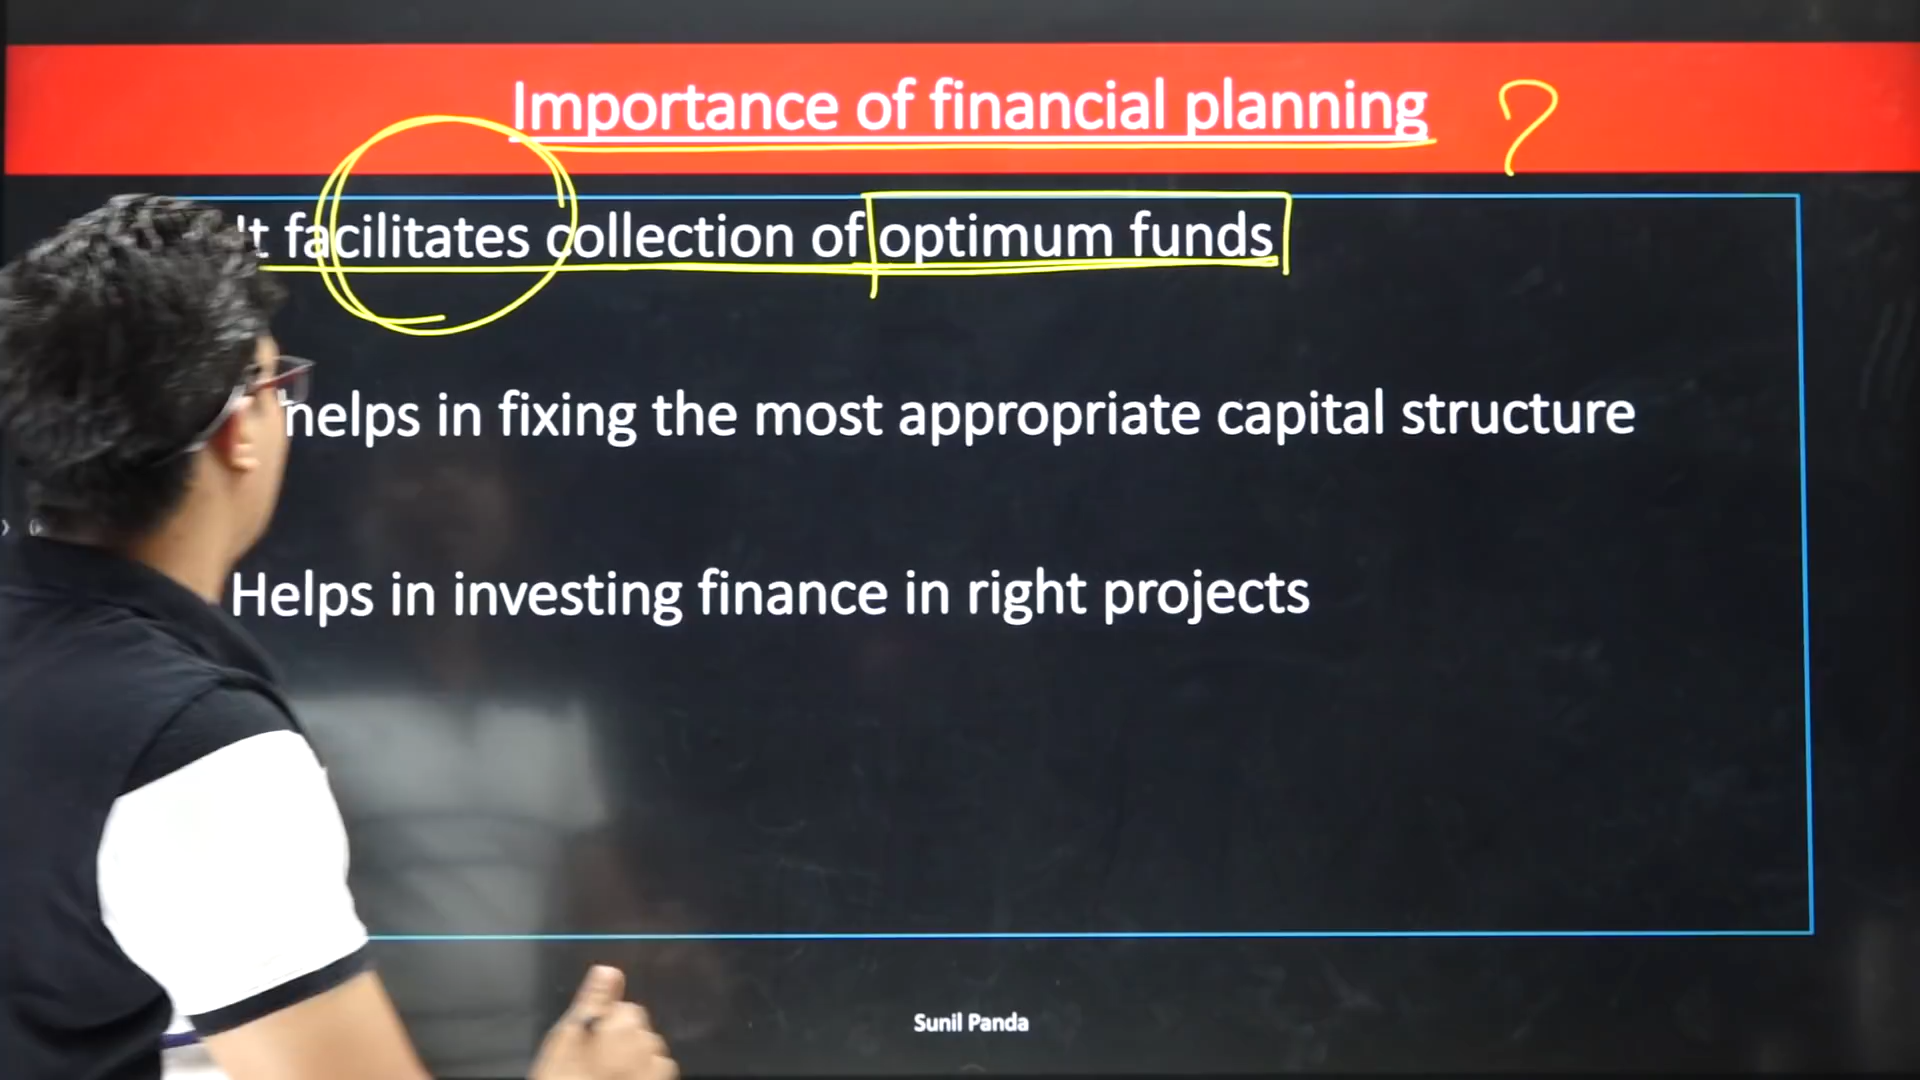 Importance of financial planning ?
It facilitates collection of optimum funds
helps in fixing the most appropriate capital structure
Helps in investing finance in right projects
Sunil Panda